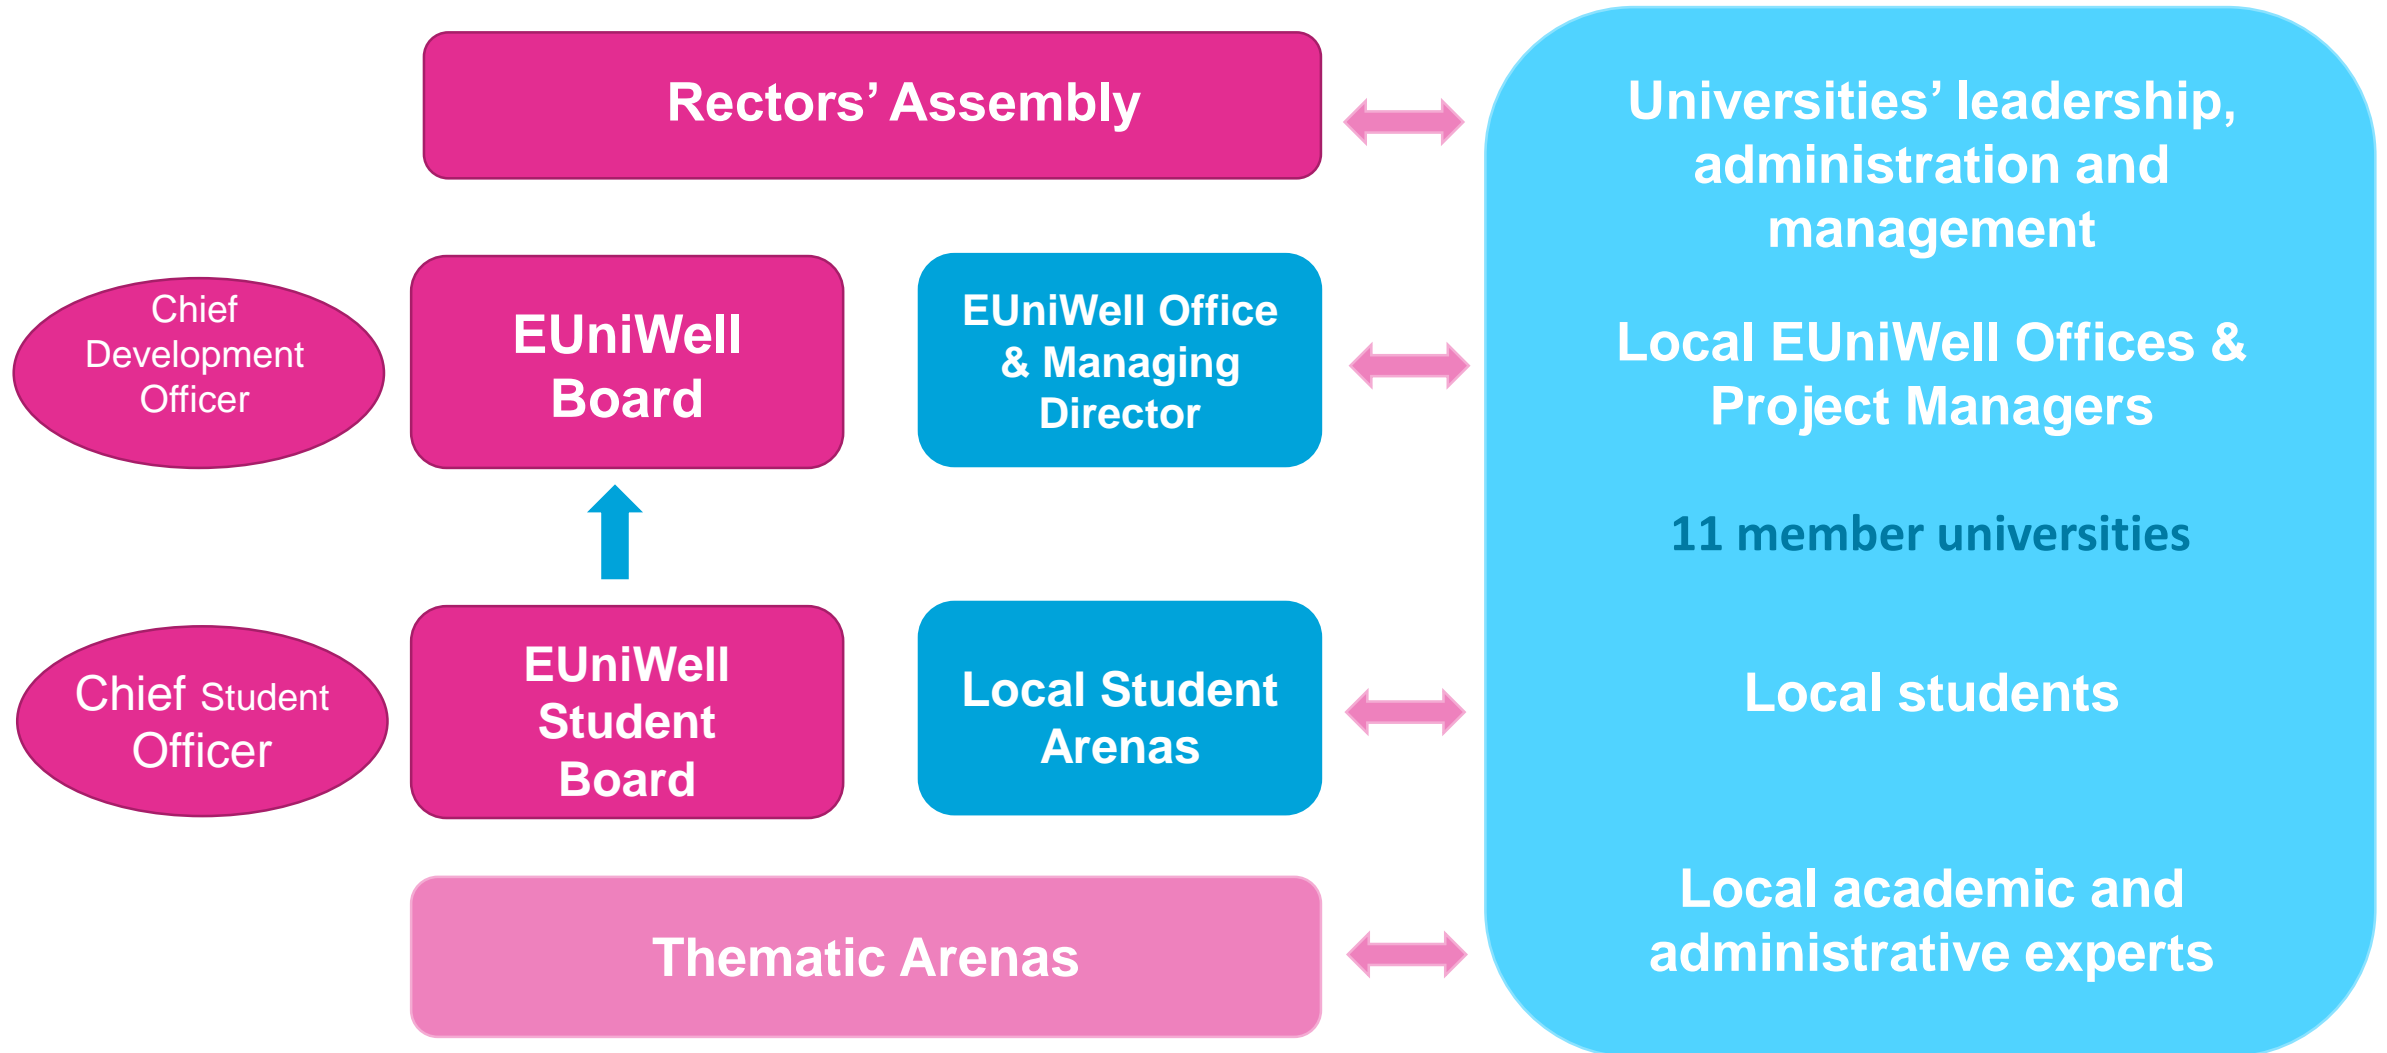 Rectors’ Assembly
Chief
Development
Officer
EUniWell
Board
EUniWell Office
& Managing
Director
Chief Student
Officer
EUniWell
Student
Board
Local Student
Arenas
Thematic Arenas
Universities’ leadership,
administration and
management
Local EUniWell Offices &
Project Managers
11 member universities
Local students
Local academic and
administrative experts